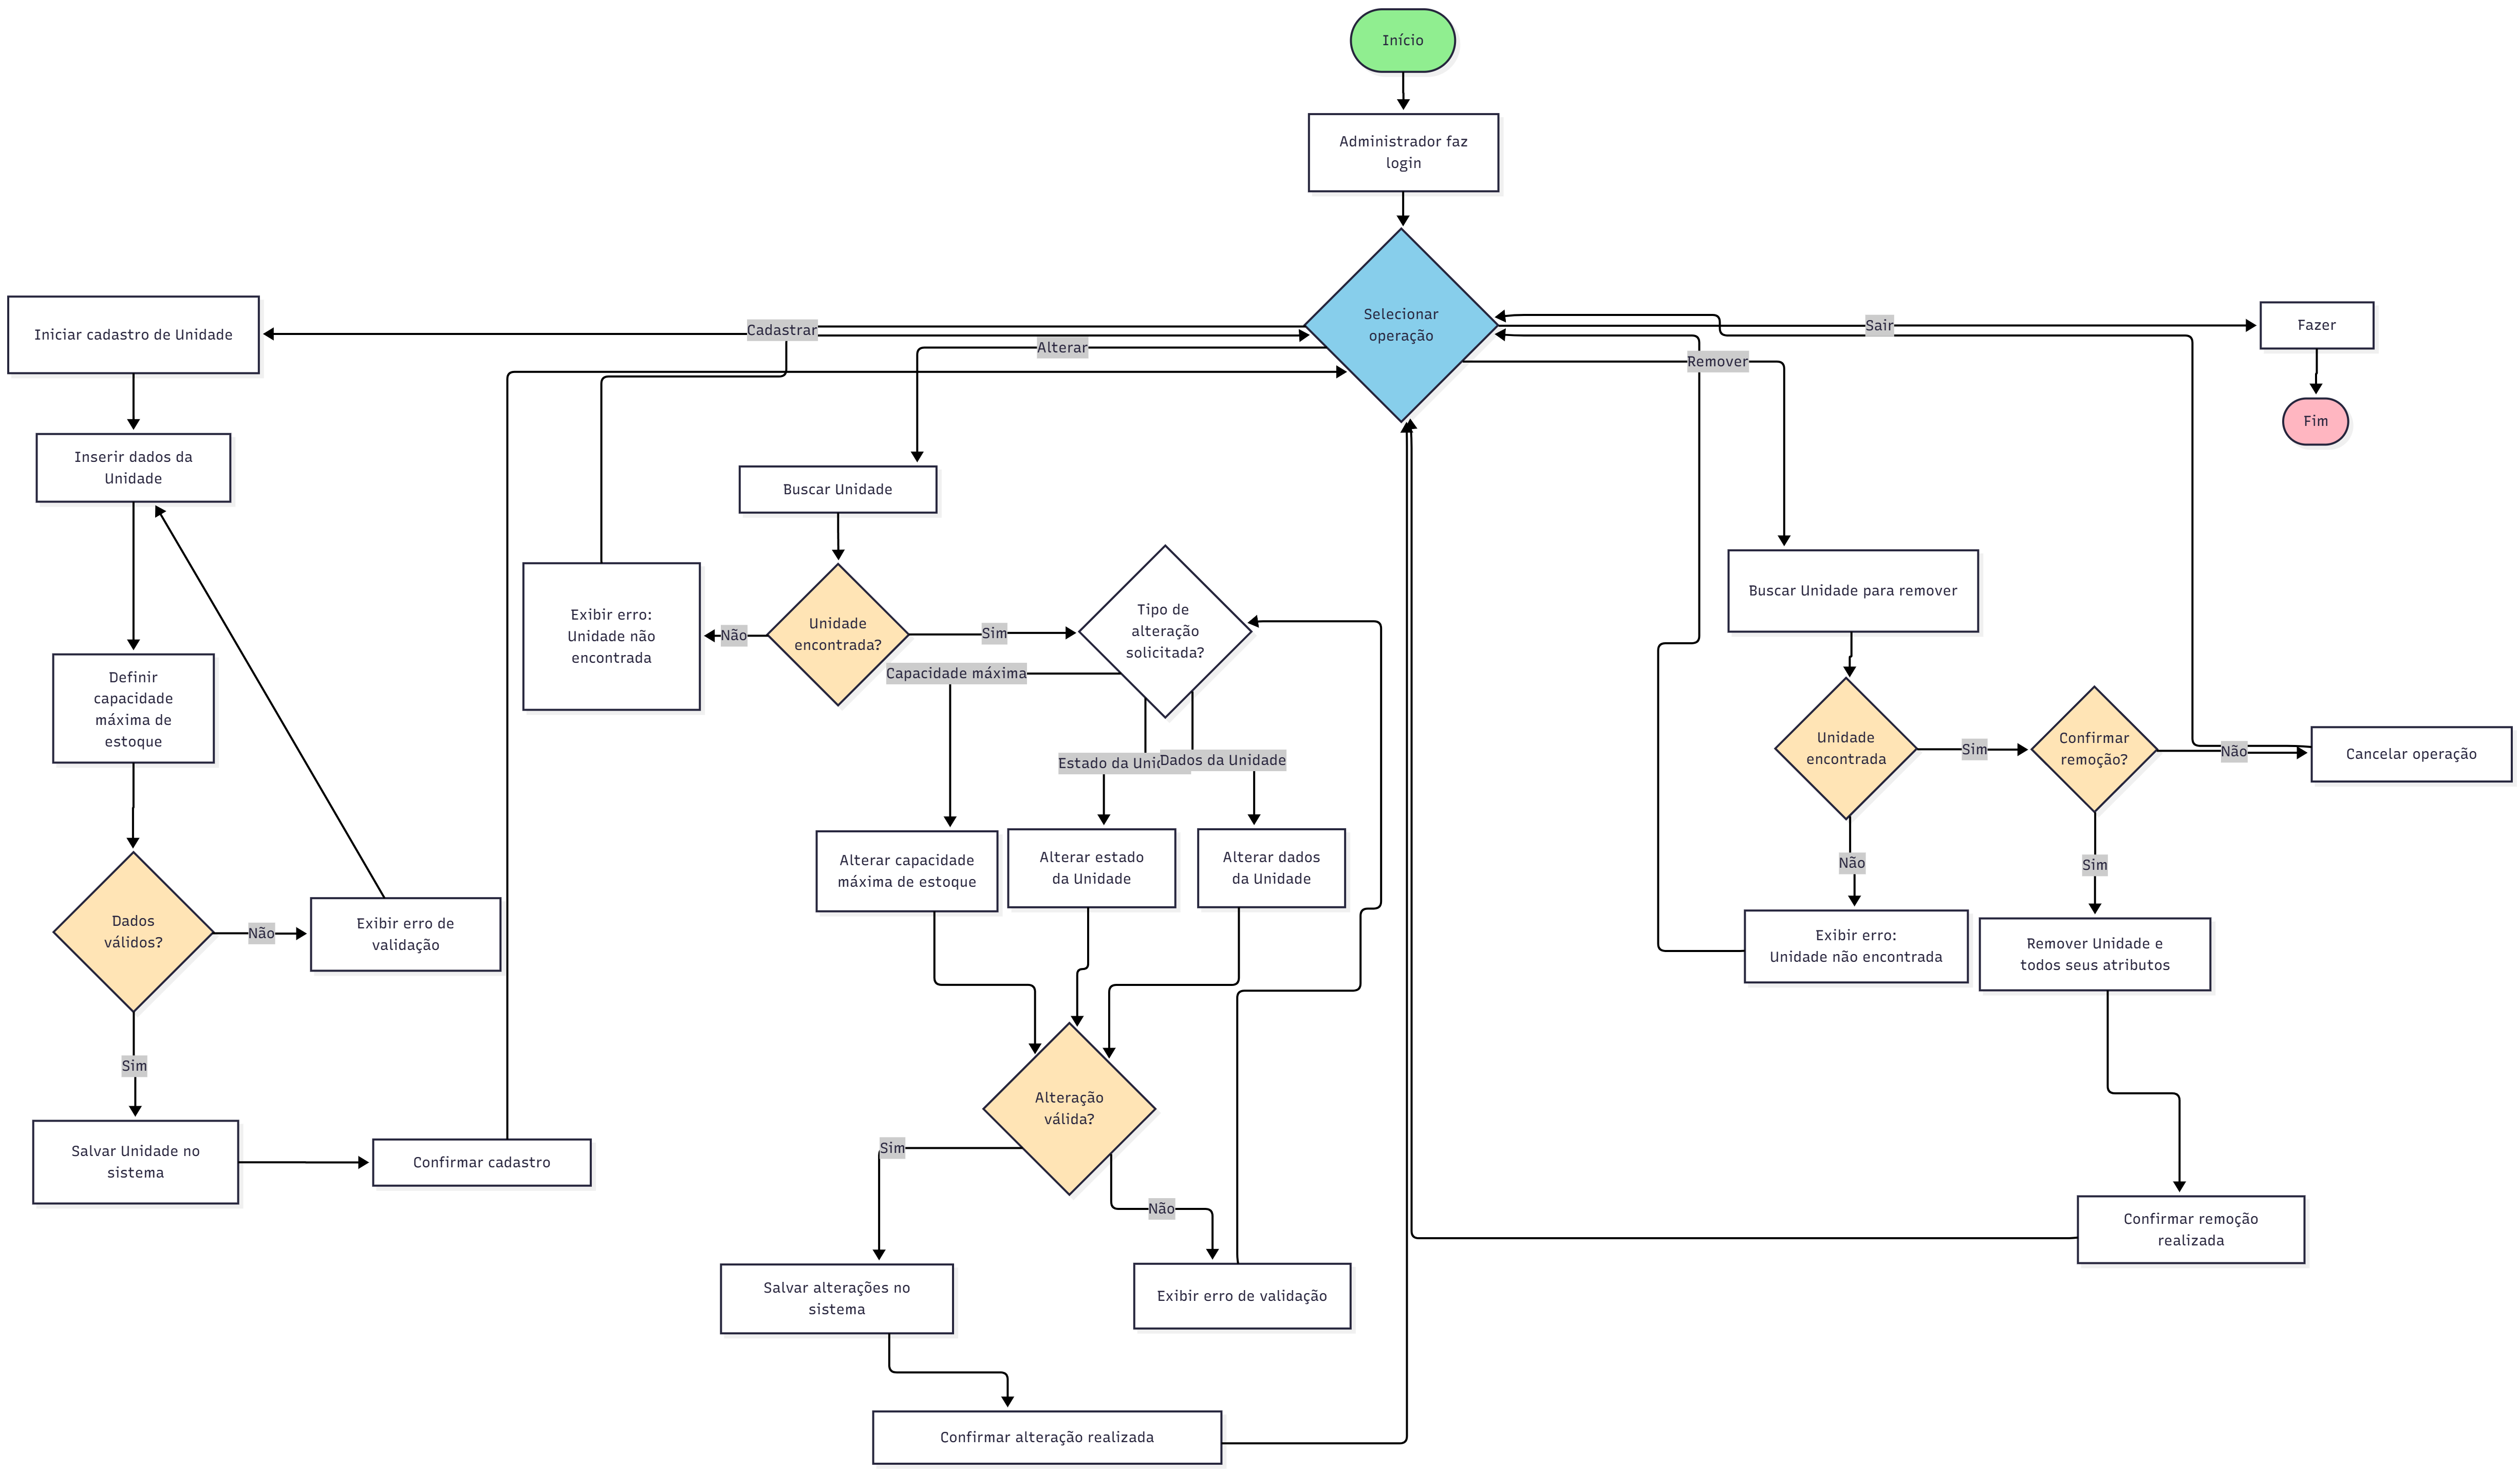 Início
Administrador faz
login
Selecionar
operação
Cadastrar
Alterar
Remover
Sair
Fazer
Fim
Iniciar cadastro de Unidade
Inserir dados da
Unidade
Definir
capacidade
máxima de
estoque
Dados
válidos?
Não
Exibir erro de
validação
Sim
Salvar Unidade no
sistema
Confirmar cadastro
Buscar Unidade
Unidade
encontrada?
Não
Exibir erro:
Unidade não
encontrada
Sim
Tipo de
alteração
solicitada?
Capacidade máxima
Estado da
Dados da Unidade
Alterar capacidade
máxima de estoque
Alterar estado
da Unidade
Alterar dados
da Unidade
Alteração
válida?
Sim
Não
Salvar alterações no
sistema
Exibir erro de validação
Confirmar alteração realizada
Buscar Unidade para remover
Unidade
encontrada
Sim
Confirmar
remoção?
Não
Cancelar operação
Não
Sim
Exibir erro:
Unidade não encontrada
Remover Unidade e
todos seus atributos
Confirmar remoção
realizada